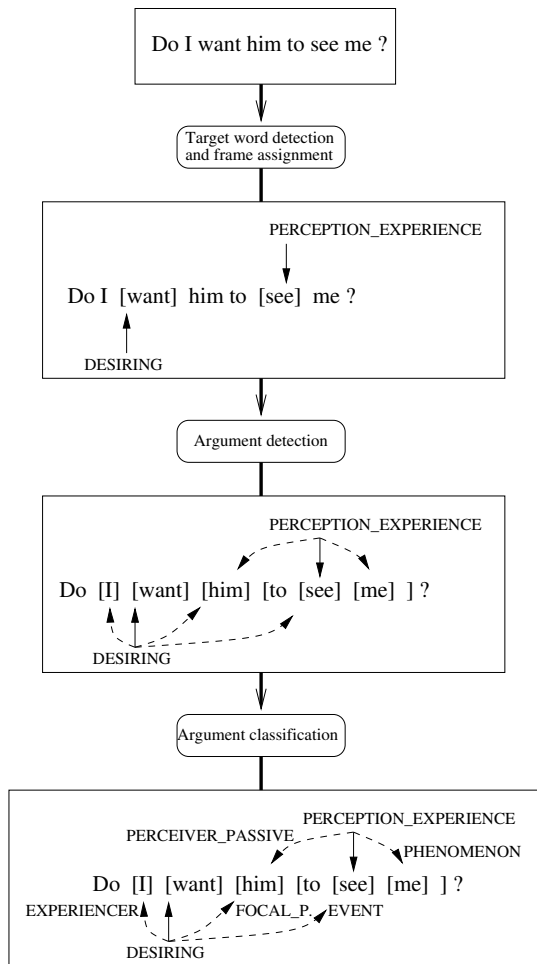 Do I want him to see me ?
Target word detection
and frame assignment
PERCEPTION_EXPERIENCE
Do I [want] him to [see] me ?
DESIRING
Argument detection
PERCEPTION_EXPERIENCE
Do [I] [want] [him] [to [see] [me] ] ?
DESIRING
Argument classification
PERCEPTION_EXPERIENCE
PERCEIVER_PASSIVE
PHENOMENON
Do [I] [want] [him] [to [see] [me] ] ?
EXPERIENCER FOCAL_P. EVENT
DESIRING